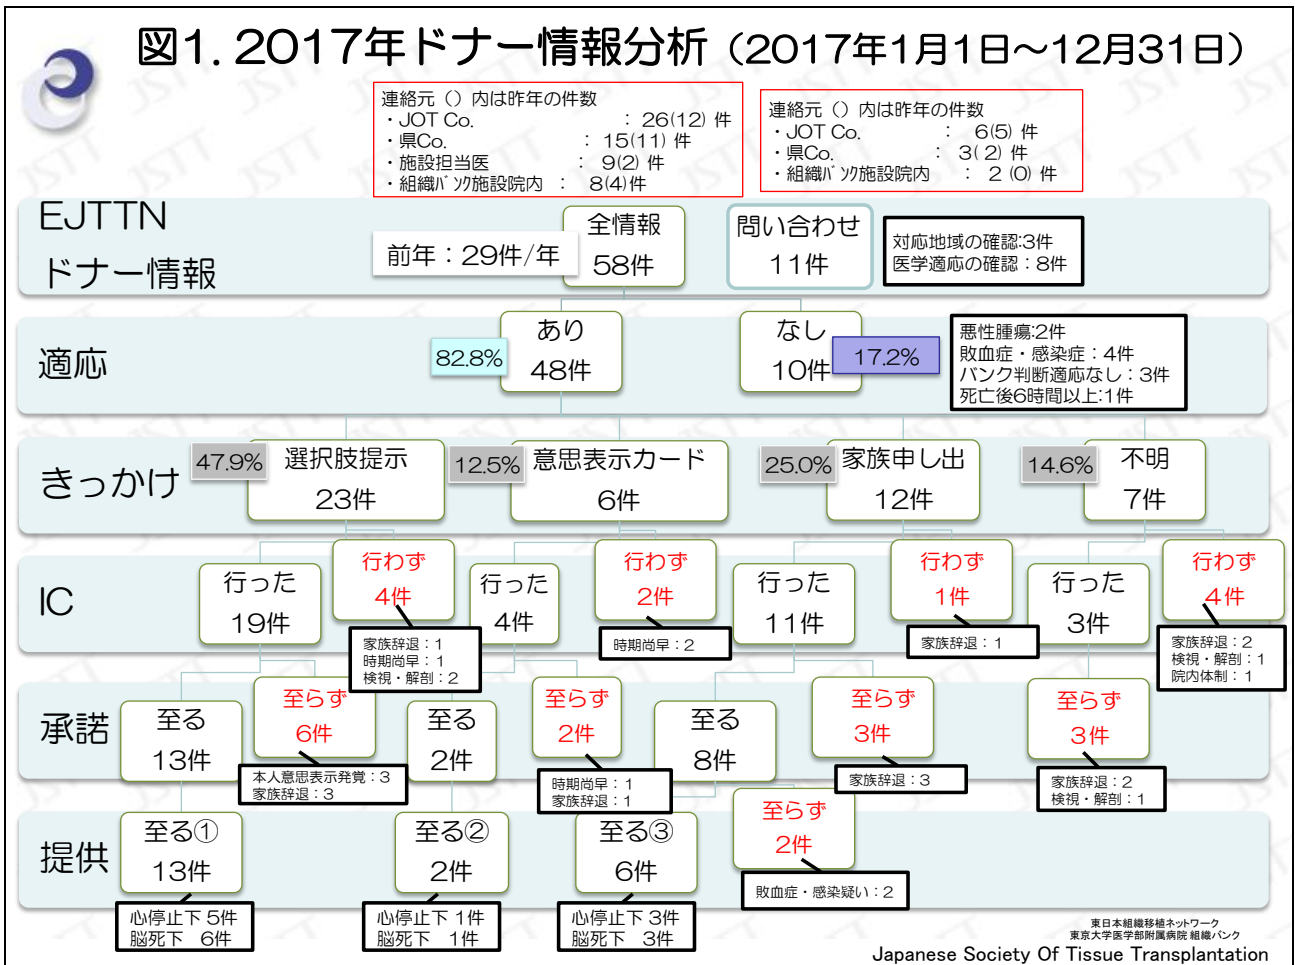 図1. 2017年ドナー情報分析（2017年1月1日～12月31日）
連絡元（）内は昨年の件数
・JOT Co. : 26(12) 件
・県Co. : 15(11) 件
・施設担当医 : 9(2) 件
・組織ﾊﾞﾝｸ施設院内 : 8(4)件
連絡元（）内は昨年の件数
・JOT Co. : 6(5) 件
・県Co. : 3( 2) 件
・組織ﾊﾞﾝｸ施設院内 : 2 (0) 件
EJTTN
ドナー情報
前年：29件/年
全情報
58件
問い合わせ
11件
対応地域の確認:3件
医学適応の確認：8件
適応
82.8%
あり
48件
なし
10件
17.2%
悪性腫瘍:2件
敗血症・感染症：4件
バンク判断適応なし：3件
死亡後6時間以上:1件
きっかけ
47.9%
選択肢提示
23件
12.5%
意思表示カード
6件
25.0%
家族申し出
12件
14.6%
不明
7件
IC
行った
19件
行わず
4件
家族辞退：1
時期尚早：1
検視・解剖：2
行った
4件
行わず
2件
時期尚早：2
行った
11件
行わず
1件
家族辞退：1
行った
3件
行わず
4件
家族辞退：2
検視・解剖：1
院内体制：1
承諾
至る
13件
至らず
6件
本人意思表示発覚：3
家族辞退：3
至る
2件
至らず
2件
時期尚早：1
家族辞退：1
至る
8件
至らず
3件
家族辞退：3
至らず
3件
家族辞退：2
検視・解剖：1
提供
至る①
13件
心停止下 5件
脳死下 6件
至る②
2件
心停止下 1件
脳死下 1件
至る③
6件
心停止下 3件
脳死下 3件
至らず
2件
敗血症・感染疑い：2
東日本組織移植ネットワーク
東京大学医学部附属病院 組織バンク
Japanese Society Of Tissue Transplantation